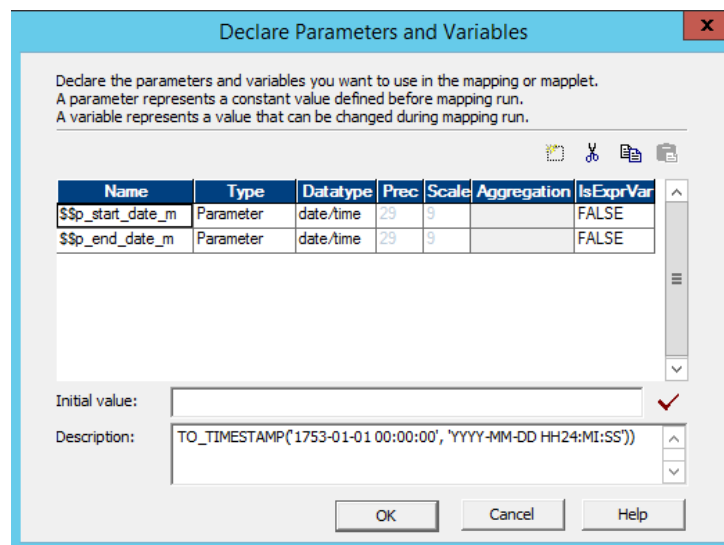 Declare Parameters and Variables
x
Declare the parameters and variables you want to use in the mapping or mapplet.
A parameter represents a constant value defined before mapping run.
A variable represents a value that can be changed during mapping run.
Name Type Datatype Prec Scale Aggregation IsExprVar
$$p_start_date_m Parameter date/time 29 9 FALSE
$$p_end_date_m Parameter date/time 29 9 FALSE
Initial value:
Description: TO_TIMESTAMP('1753-01-01 00:00:00', 'YYYY-MM-DD HH24:MI:SS'))
OK Cancel Help